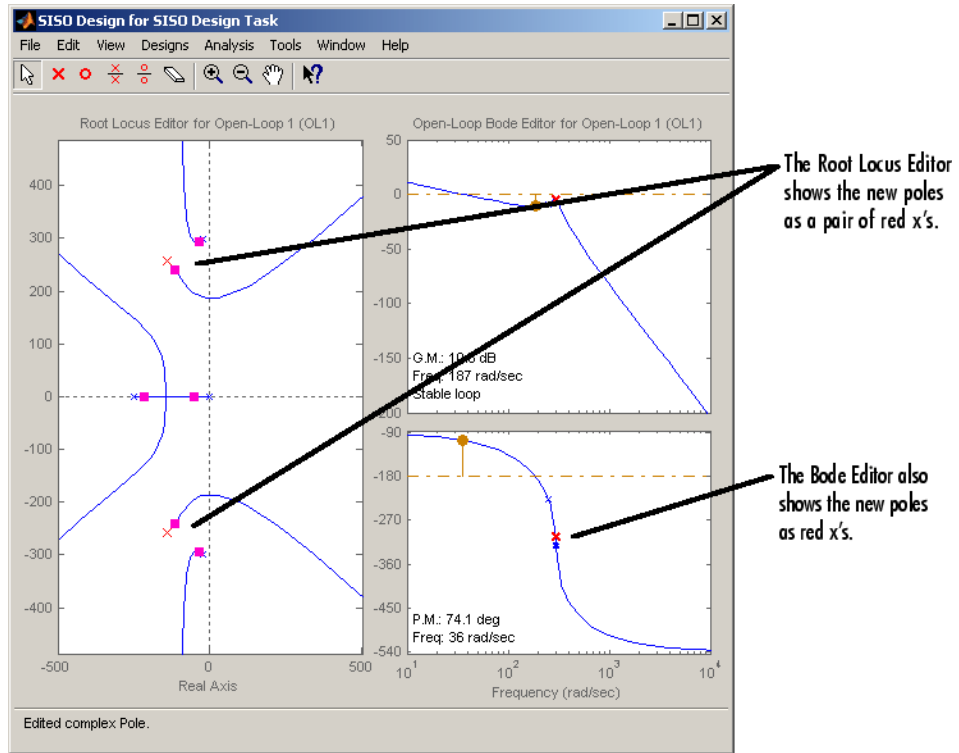 SISO Design for SISO Design Task
File Edit View Designs Analysis Tools Window Help
Root Locus Editor for Open-Loop 1 (OL1)
400
300
200
100
0
-100
-200
-300
-400
-500 0 500
Real Axis
Open-Loop Bode Editor for Open-Loop 1 (OL1)
50
0
-50
-100
-150
-200
G.M.: 10.6 dB
Freq: 187 rad/sec
Stable loop
-90
-180
-270
-360
-450
-540
P.M.: 74.1 deg
Freq: 36 rad/sec
10^1 10^2 10^3 10^4
Frequency (rad/sec)
Edited complex Pole.
The Root Locus Editor
shows the new poles
as a pair of red x's.
The Bode Editor also
shows the new poles
as red x's.